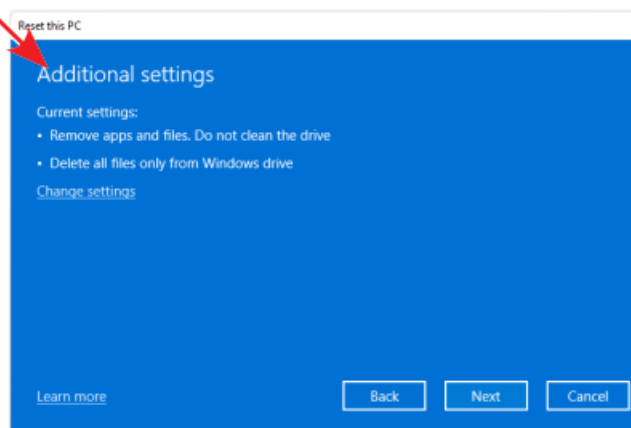 Reset this PC
Additional settings
Current settings:
• Remove apps and files. Do not clean the drive
• Delete all files only from Windows drive
Change settings
Learn more
Back
Next
Cancel